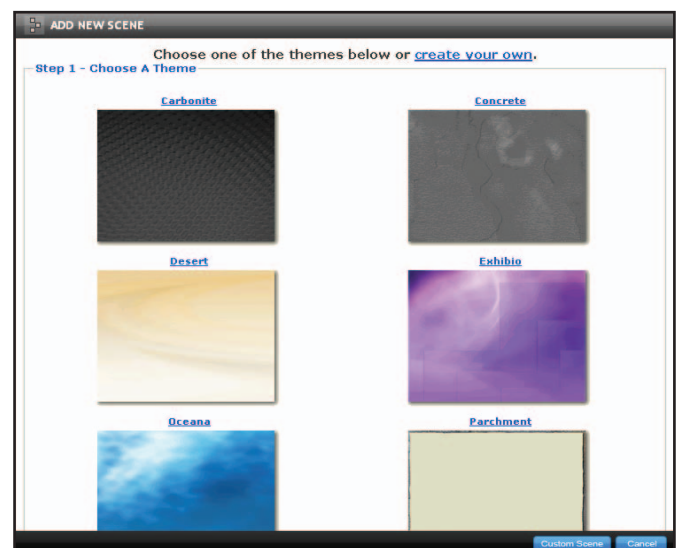 ADD NEW SCENE
Choose one of the themes below or create your own.
Step 1 - Choose A Theme
Carbonite
Concrete
Desert
Exhibio
Oceana
Parchment
Custom Scene
Cancel